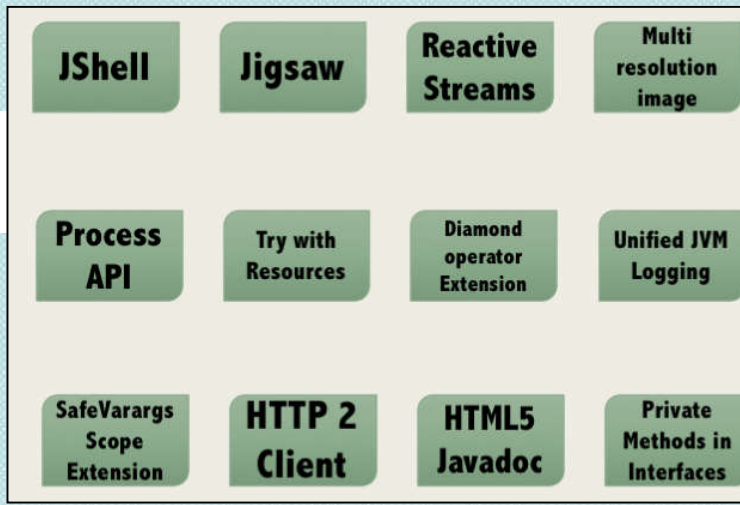 JShell
Jigsaw
Reactive
Streams
Multi
resolution
image
Process
API
Try with
Resources
Diamond
operator
Extension
Unified JVM
Logging
SafeVarargs
Scope
Extension
HTTP 2
Client
HTML5
Javadoc
Private
Methods in
Interfaces